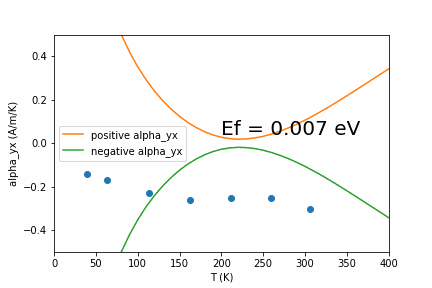 0.4
0.2
0.0
−0.2
−0.4
alpha_yx (A/m/K)
Ef = 0.007 eV
positive alpha_yx
negative alpha_yx
0 50 100 150 200 250 300 350 400
T (K)